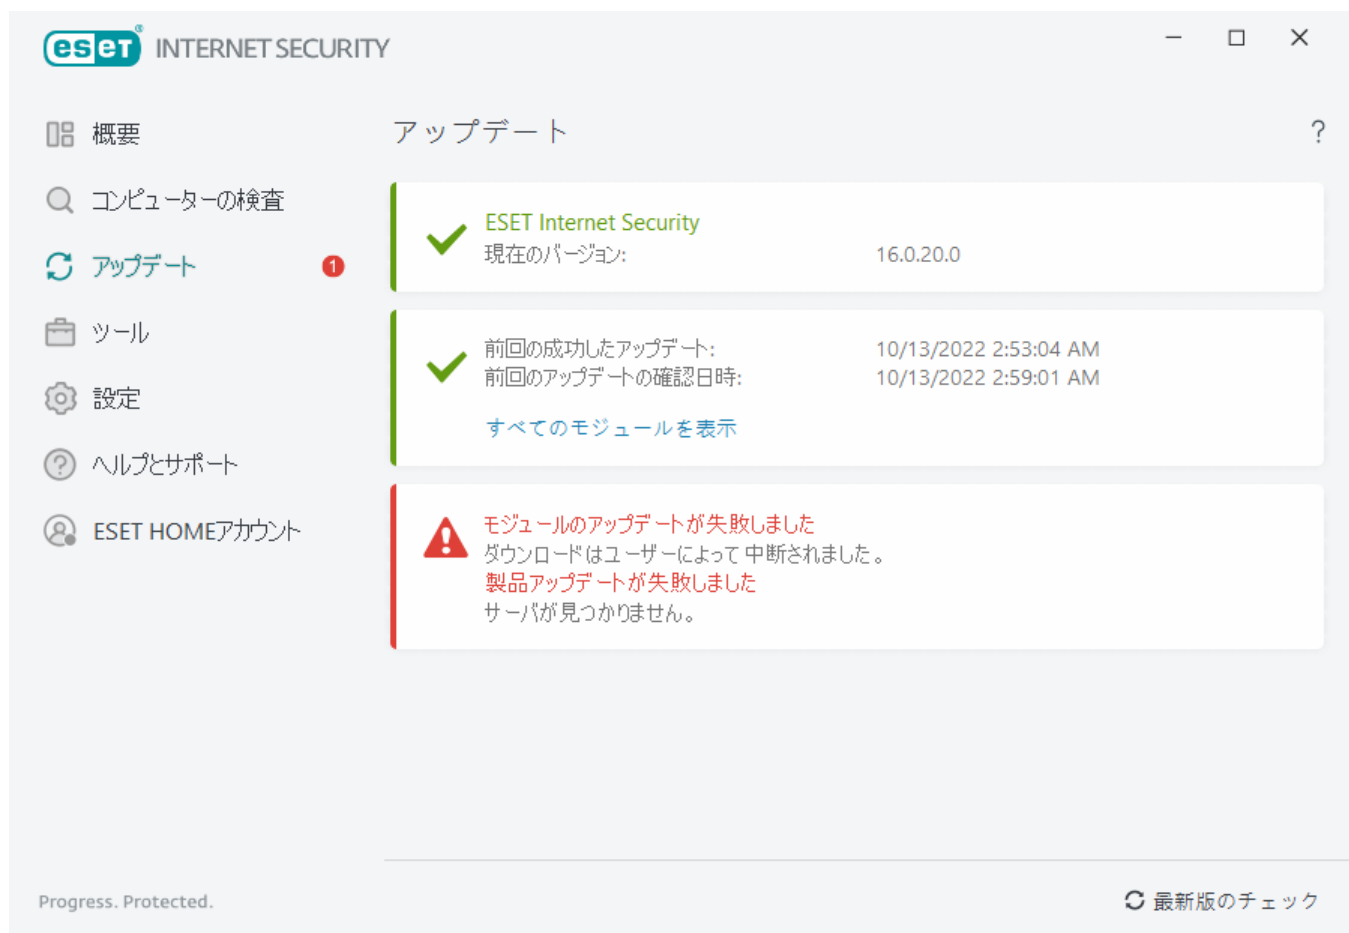 eset® INTERNET SECURITY
概要
コンピューターの検査
アップデート 1
ツール
設定
ヘルプとサポート
ESET HOMEアカウント
アップデート ?
ESET Internet Security
現在のバージョン: 16.0.20.0
前回の成功したアップデート: 10/13/2022 2:53:04 AM
前回のアップデートの確認日時: 10/13/2022 2:59:01 AM
すべてのモジュールを表示
モジュールのアップデートが失敗しました
ダウンロードはユーザーによって中断されました。
製品アップデートが失敗しました
サーバが見つかりません。
Progress. Protected.
最新版のチェック